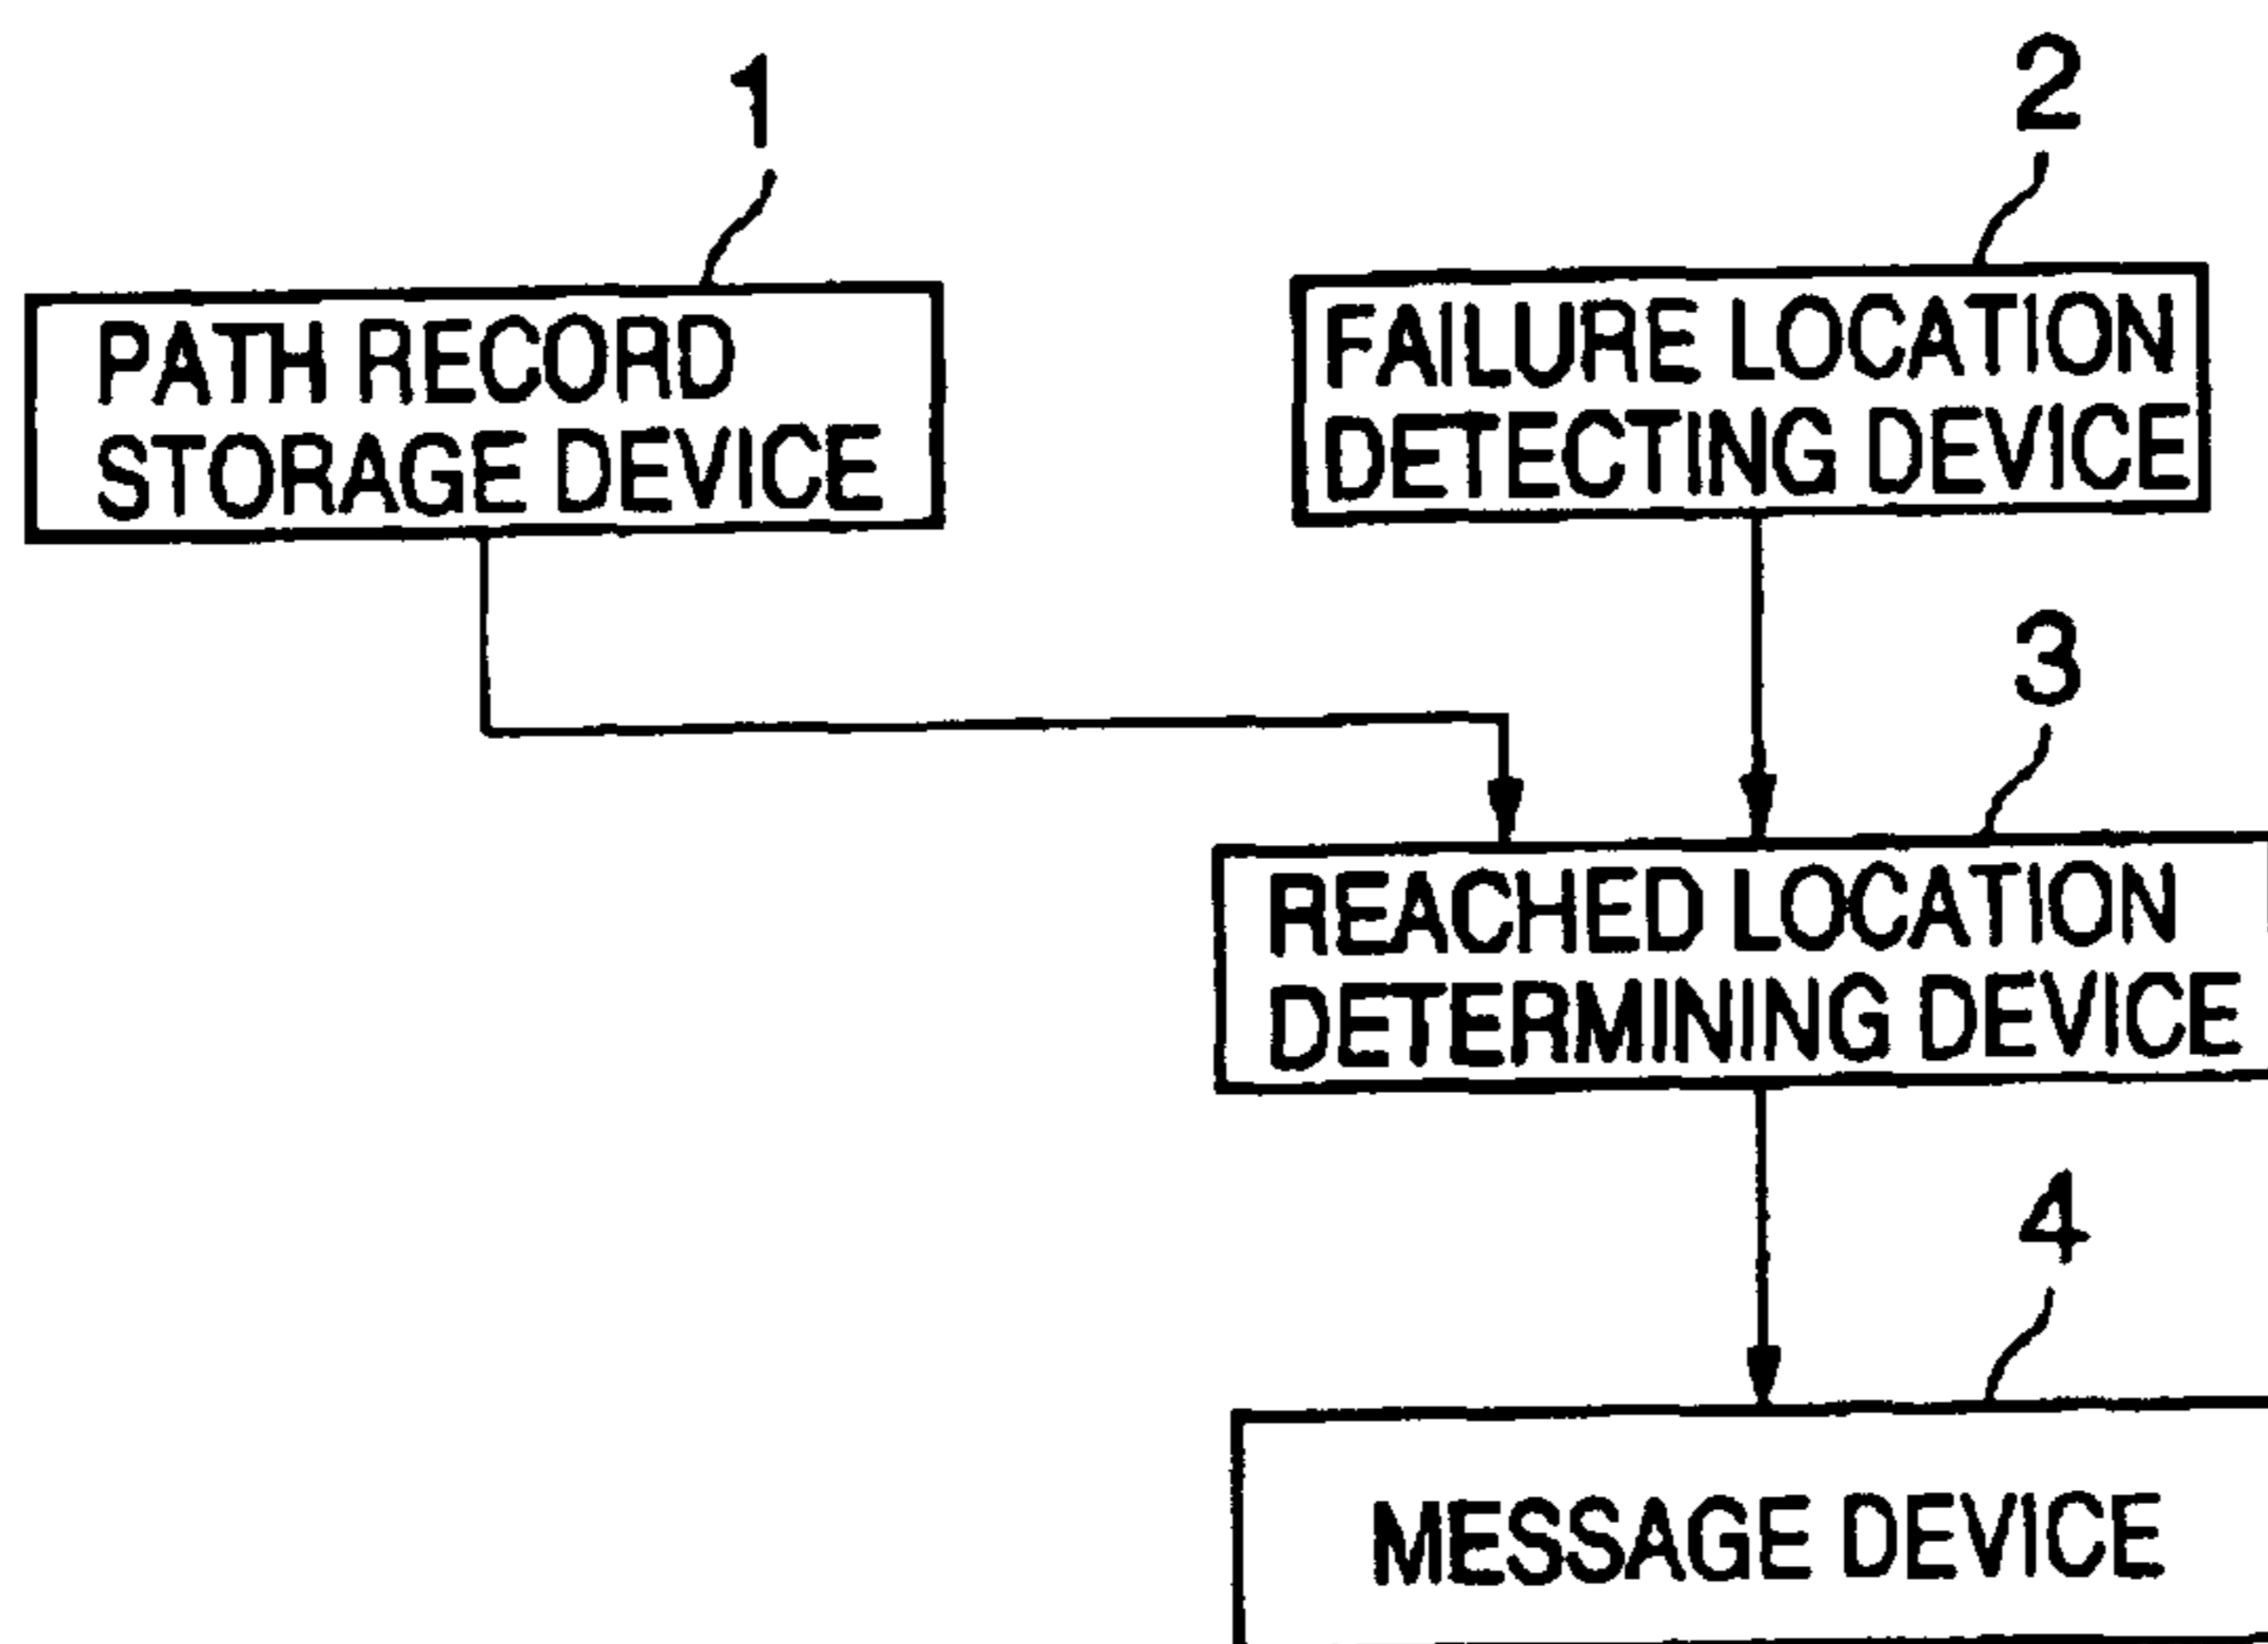 1
2
PATH RECORD
STORAGE DEVICE
FAILURE LOCATION
DETECTING DEVICE
3
REACHED LOCATION
DETERMINING DEVICE
4
MESSAGE DEVICE